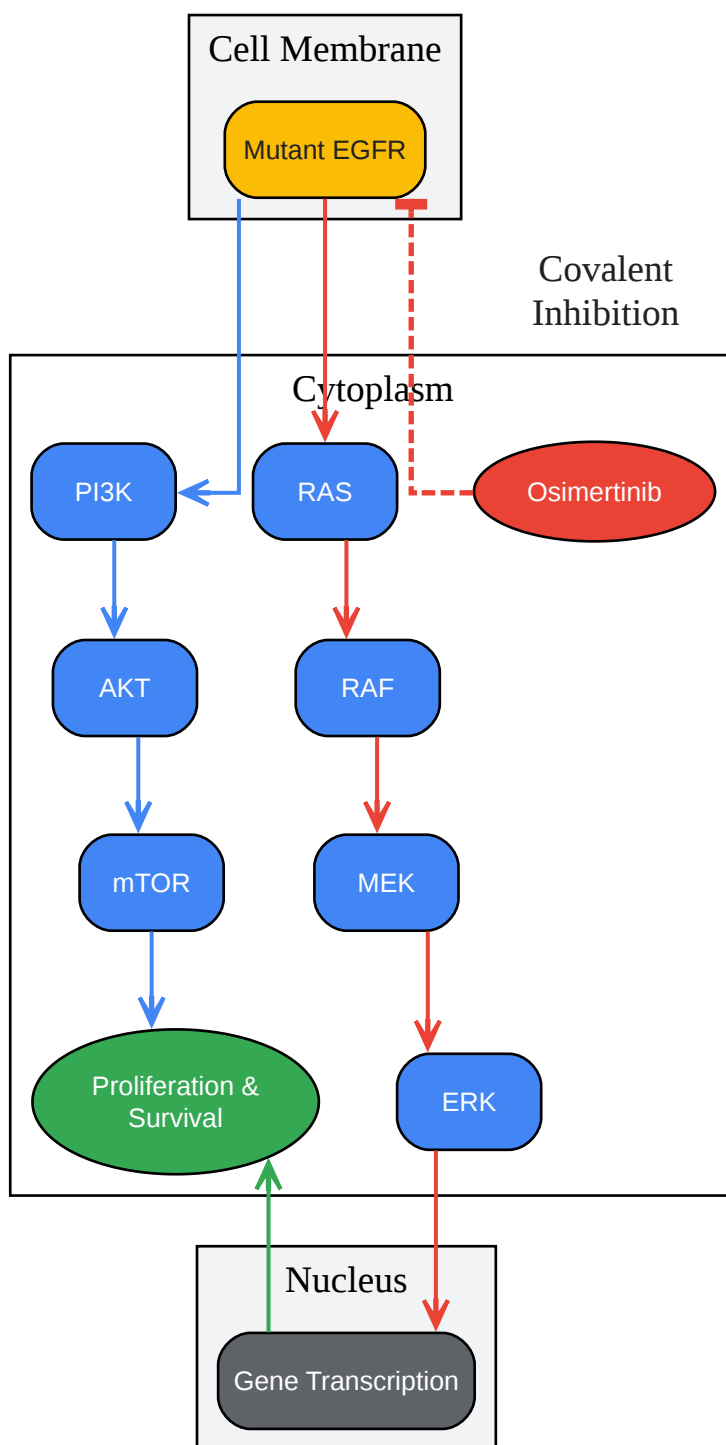 Cell Membrane
Mutant EGFR
Covalent
Inhibition
Cytoplasm
PI3K
RAS
Osimertinib
AKT
RAF
mTOR
MEK
Proliferation &
Survival
ERK
Nucleus
Gene Transcription